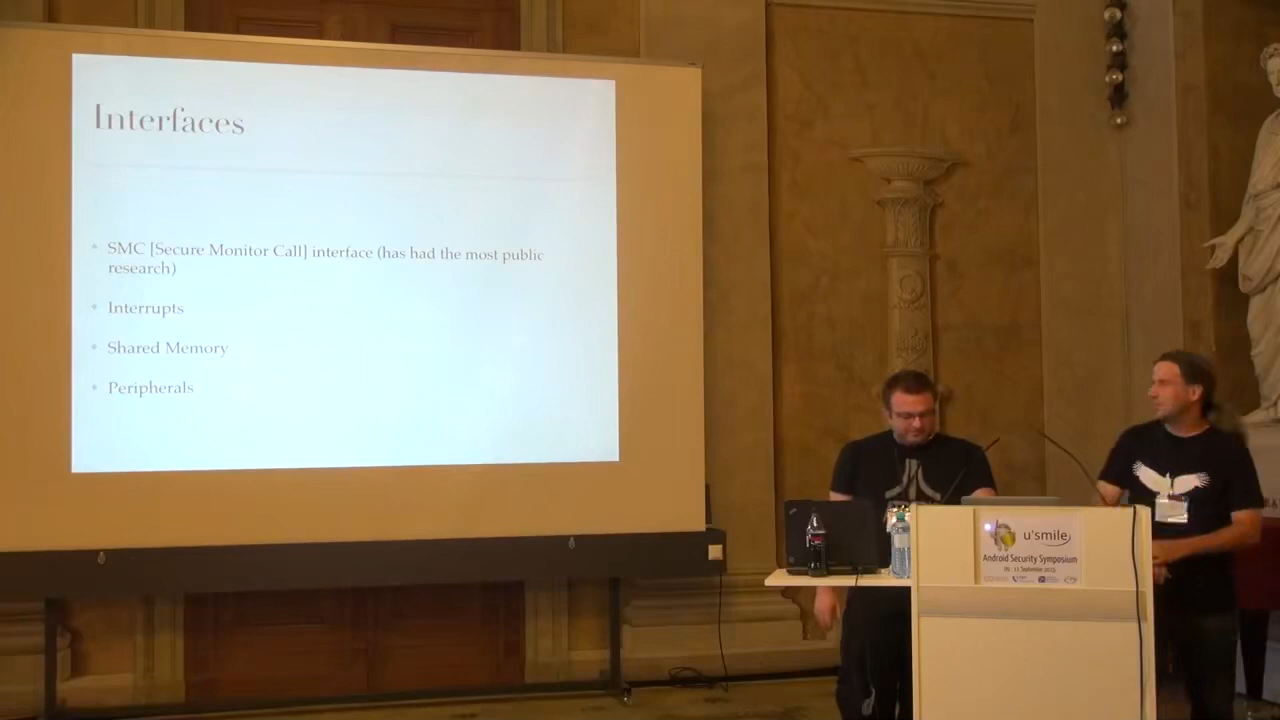 Interfaces
SMC [Secure Monitor Call] interface (has had the most public
research)
Interrupts
Shared Memory
Peripherals
u'smile
Android Security Symposium